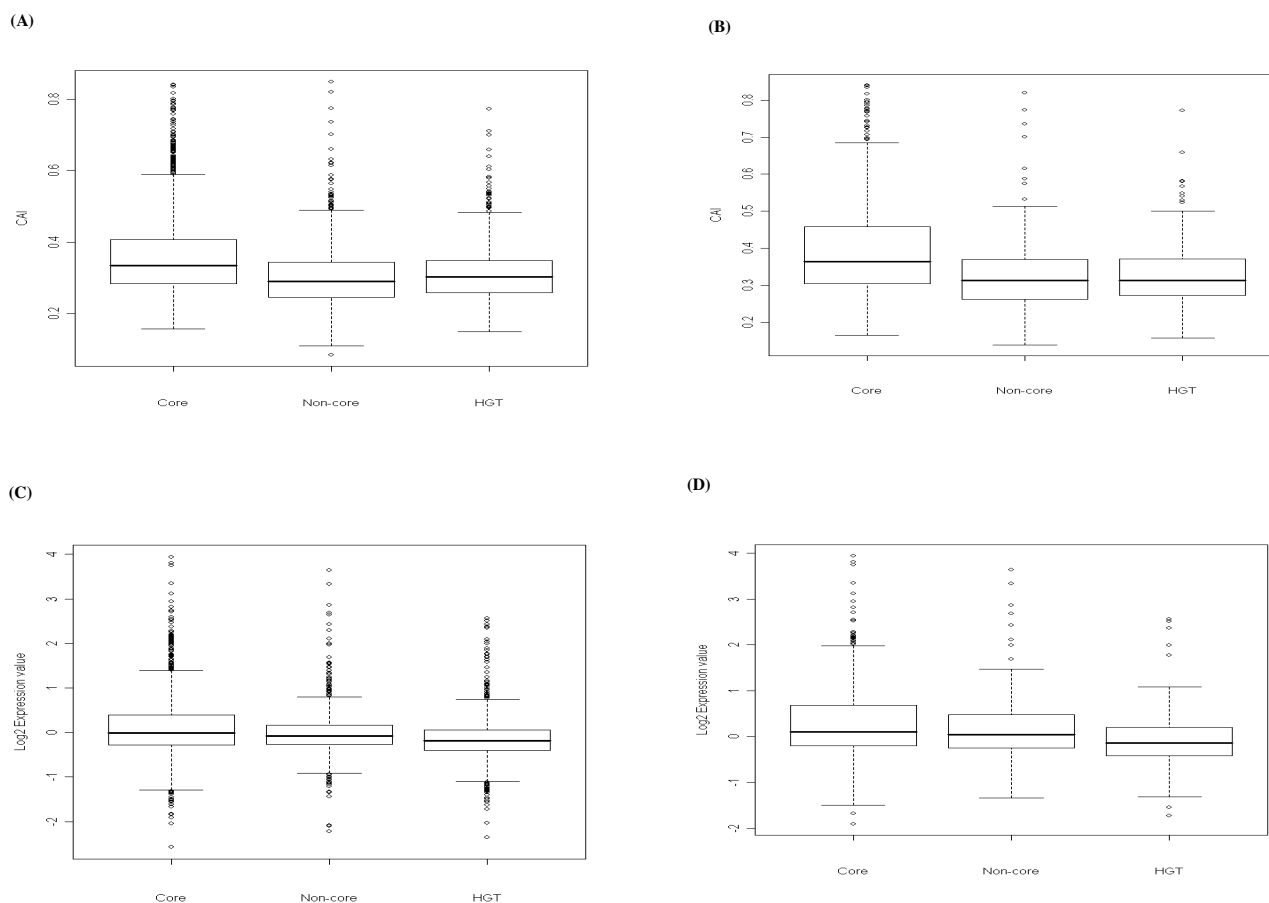 (A)
CAI
0.8
0.6
0.4
0.2
Core Non-core HGT
(B)
CAI
0.8
0.7
0.6
0.5
0.4
0.3
0.2
Core Non-core HGT
(C)
Log2 Expression value
4
3
2
1
0
-1
-2
Core Non-core HGT
(D)
Log2 Expression value
4
3
2
1
0
-1
-2
Core Non-core HGT